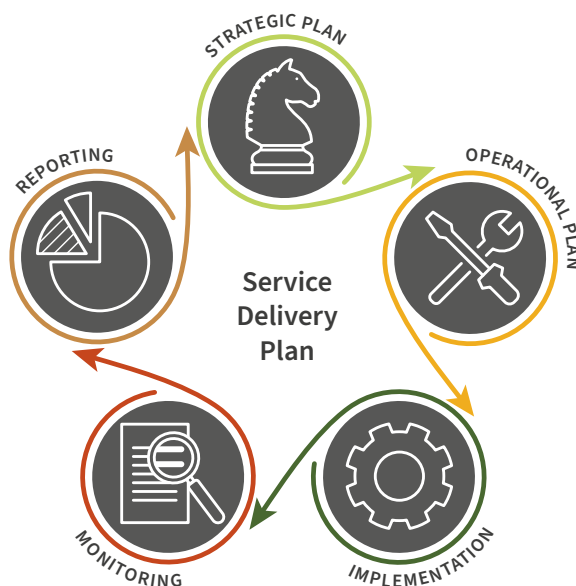 STRATEGIC PLAN
OPERATIONAL PLAN
REPORTING
Service
Delivery
Plan
MONITORING
IMPLEMENTATION